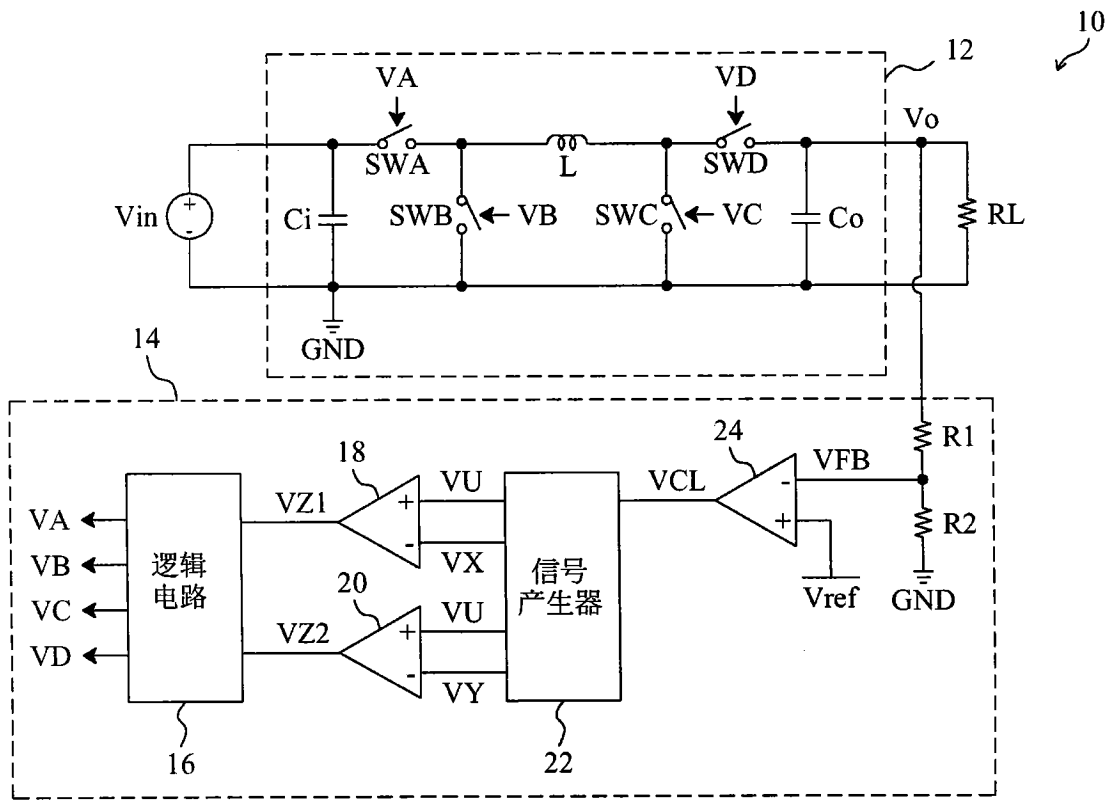 10
12
VA
VD
Vo
SWA
L
SWD
Vin
+
-
Ci
SWB
VB
SWC
VC
Co
RL
GND
14
R1
24
VFB
-
+
VCL
R2
Vref
GND
18
VU
VZ1
+
-
VX
VA
VB
VC
VD
逻辑
电路
信号
产生器
20
VU
VZ2
+
-
VY
16
22